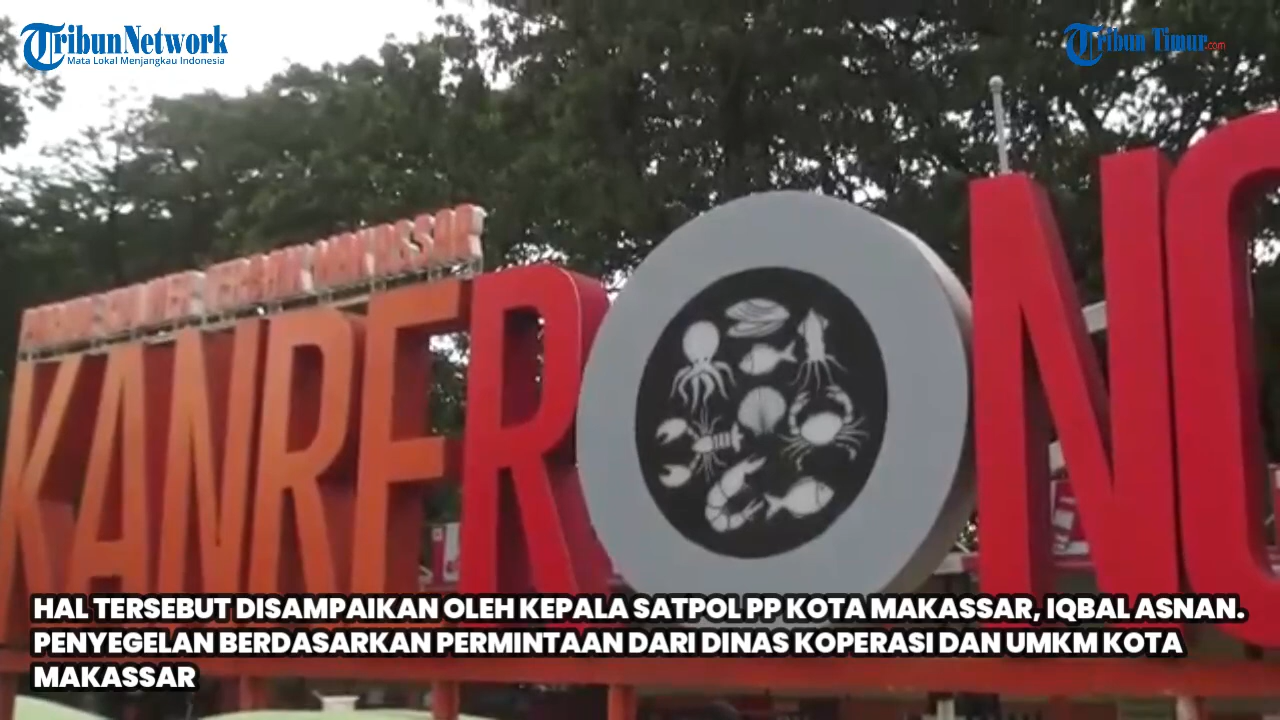 TribunNetwork
Mata Lokal Menjangkau Indonesia
Tribun Timur.com
KANRERONG
HAL TERSEBUT DISAMPAIKAN OLEH KEPALA SATPOL PP KOTA MAKASSAR, IQBAL ASNAN.
PENYEGELAN BERDASARKAN PERMINTAAN DARI DINAS KOPERASI DAN UMKM KOTA
MAKASSAR